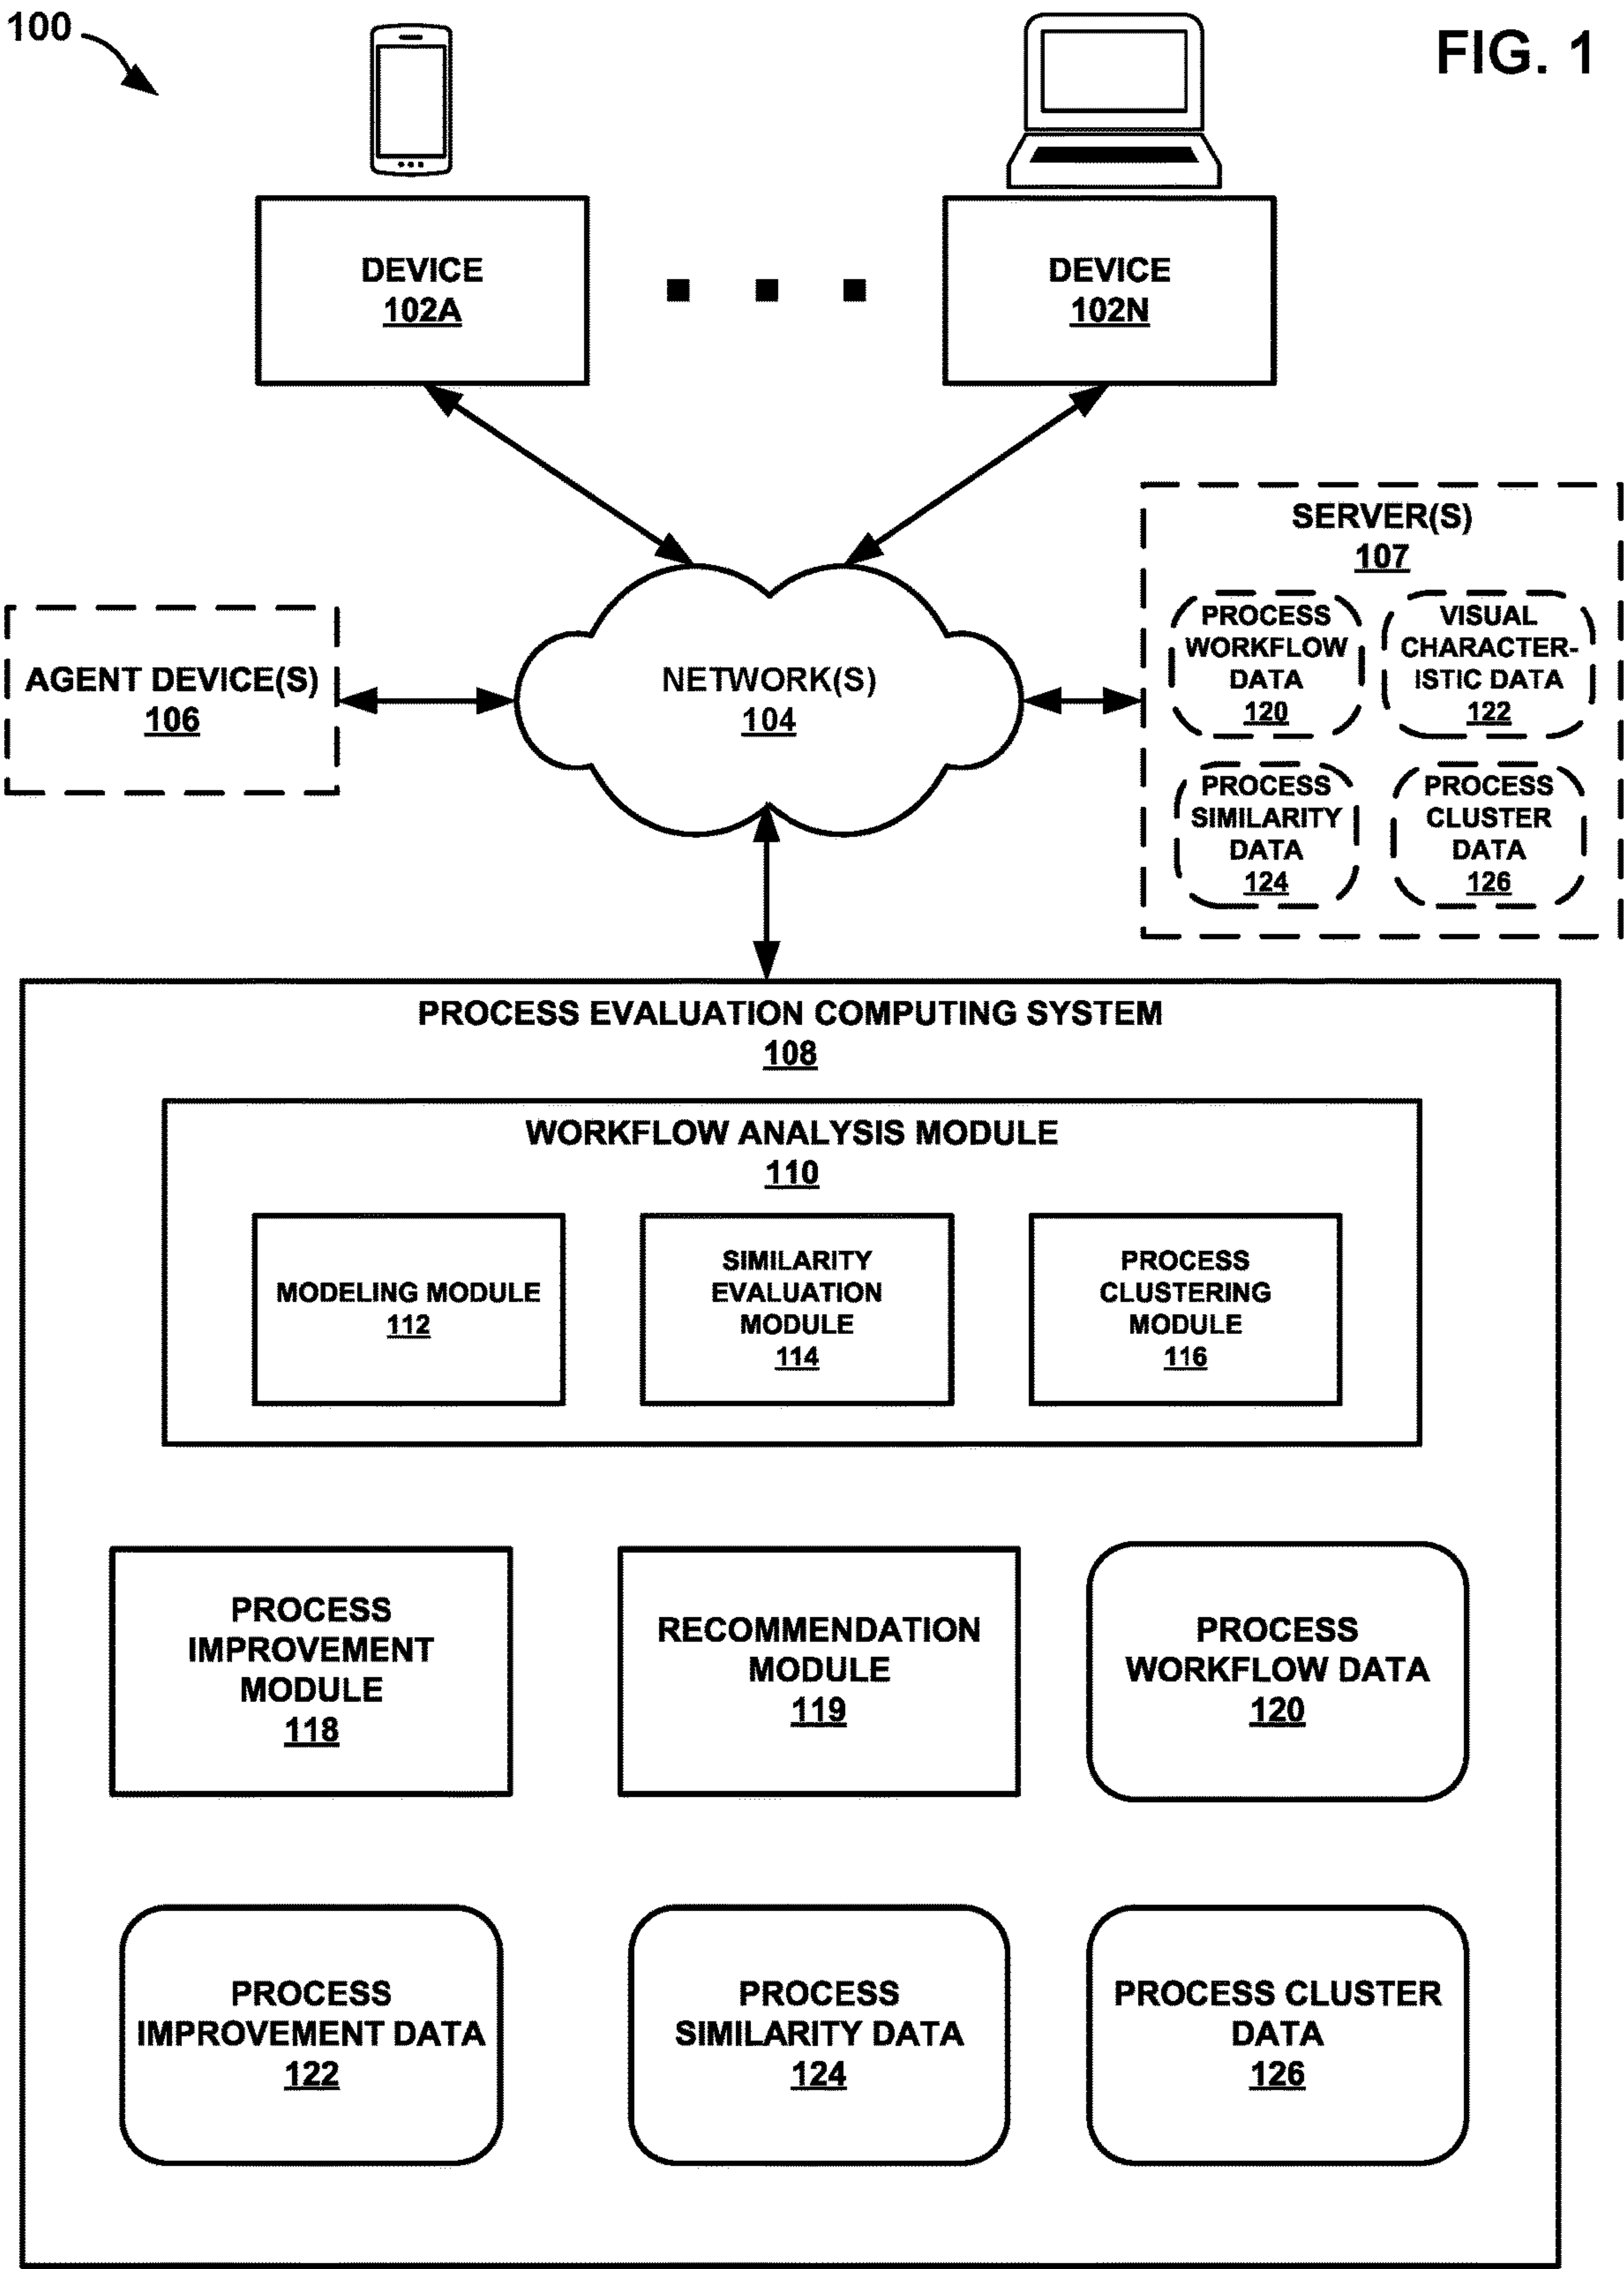 100
FIG. 1
DEVICE
102A
DEVICE
102N
SERVER(S)
107
PROCESS
WORKFLOW
DATA
120
VISUAL
CHARACTER-
ISTIC DATA
122
PROCESS
SIMILARITY
DATA
124
PROCESS
CLUSTER
DATA
126
AGENT DEVICE(S)
106
NETWORK(S)
104
PROCESS EVALUATION COMPUTING SYSTEM
108
WORKFLOW ANALYSIS MODULE
110
MODELING MODULE
112
SIMILARITY
EVALUATION
MODULE
114
PROCESS
CLUSTERING
MODULE
116
PROCESS
IMPROVEMENT
MODULE
118
RECOMMENDATION
MODULE
119
PROCESS
WORKFLOW DATA
120
PROCESS
IMPROVEMENT DATA
122
PROCESS
SIMILARITY DATA
124
PROCESS CLUSTER
DATA
126